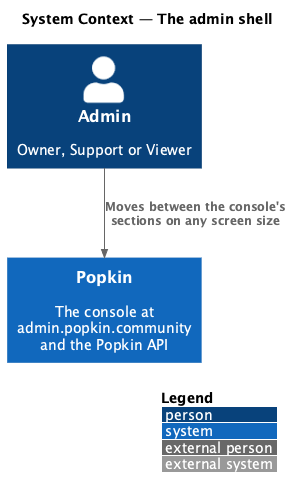 System Context — The admin shell
Admin
Owner, Support or Viewer
Moves between the console's
sections on any screen size
Popkin
The console at
admin.popkin.community
and the Popkin API
Legend
person
system
external person
external system